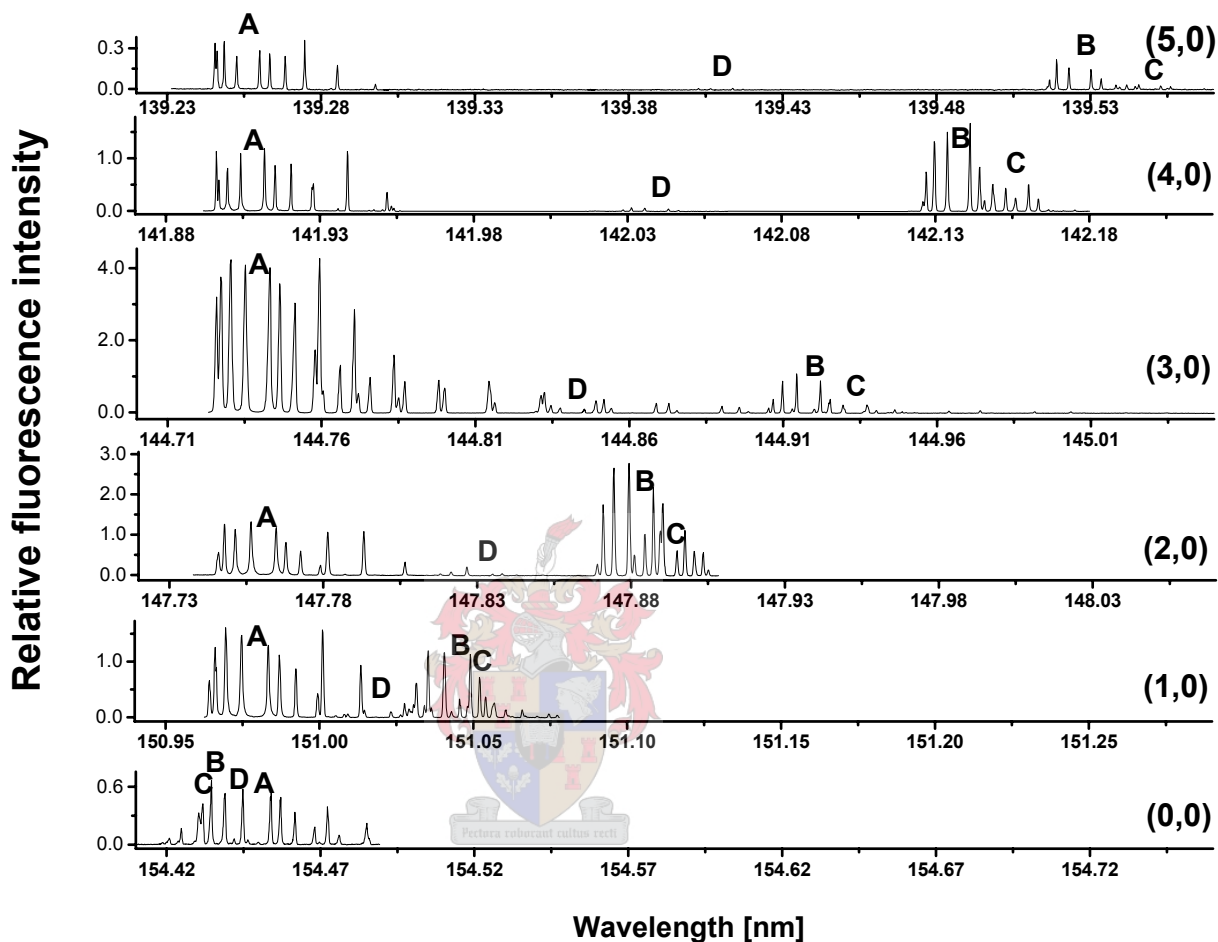 Relative fluorescence intensity
(5,0)
A
D
B
C
0.3
0.0
139.23 139.28 139.33 139.38 139.43 139.48 139.53
(4,0)
A
D
B
C
1.0
0.0
141.88 141.93 141.98 142.03 142.08 142.13 142.18
(3,0)
A
D
B
C
4.0
2.0
0.0
144.71 144.76 144.81 144.86 144.91 144.96 145.01
(2,0)
A
D
B
C
3.0
2.0
1.0
0.0
147.73 147.78 147.83 147.88 147.93 147.98 148.03
(1,0)
A
D
B
C
1.0
0.0
150.95 151.00 151.05 151.10 151.15 151.20 151.25
(0,0)
C
B
D
A
0.6
0.0
Pectora roborant cultus recti
154.42 154.47 154.52 154.57 154.62 154.67 154.72
Wavelength [nm]